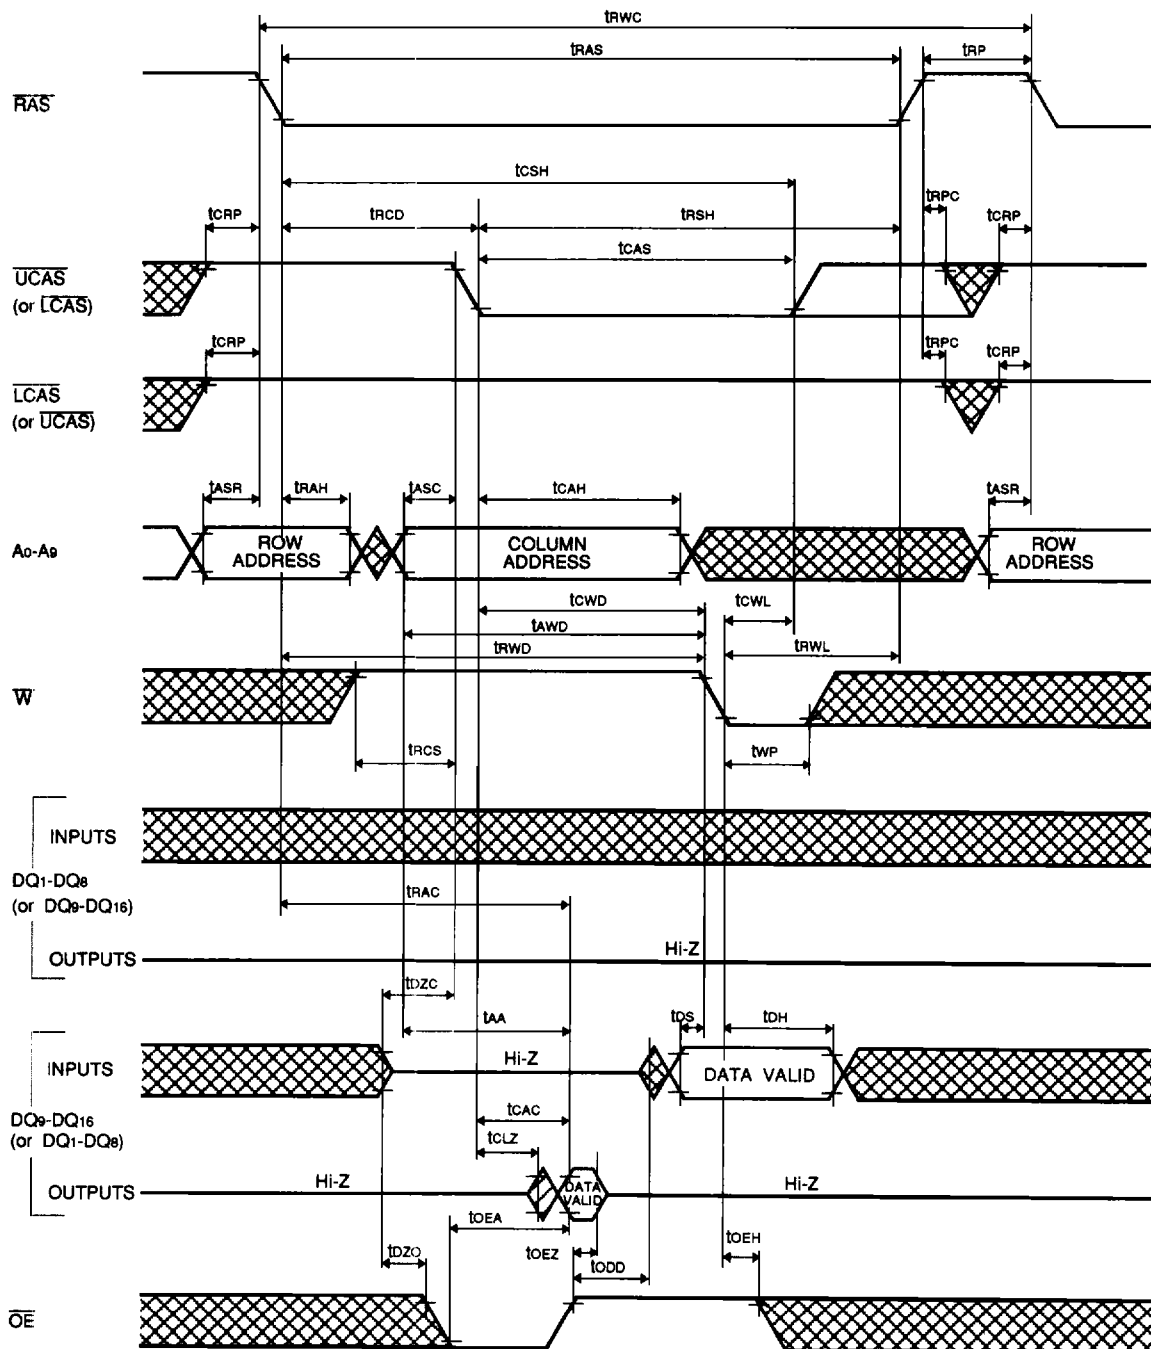 tRWC
tRAS
tRP
RAS
tCSH
tRPC
tCRP
tRCD
tRSH
tCRP
tCAS
UCAS
(or LCAS)
tCRP
tRPC
tCRP
LCAS
(or UCAS)
tASR
tRAH
tASC
tCAH
tASR
A0-A9
ROW
ADDRESS
COLUMN
ADDRESS
ROW
ADDRESS
tCWD
tCWL
tAWD
tRWD
tRWL
W
tRCS
tWP
INPUTS
DQ1-DQ8
(or DQ9-DQ16)
tRAC
OUTPUTS
Hi-Z
tDZC
tAA
tDS
tDH
INPUTS
Hi-Z
DATA VALID
DQ9-DQ16
(or DQ1-DQ8)
tCAC
tCLZ
OUTPUTS
Hi-Z
DATA
VALID
Hi-Z
tOEA
tDZO
tOEZ
tODD
tOEH
OE